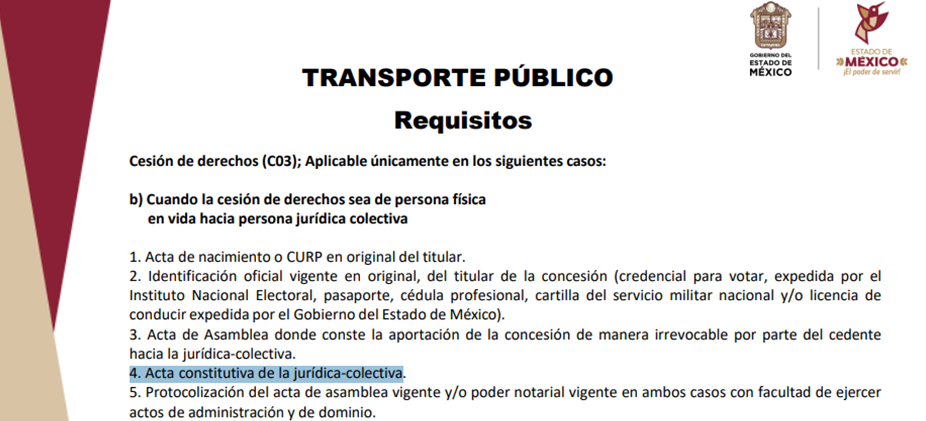 GOBIERNO DEL
ESTADO DE
MÉXICO
ESTADO DE
MÉXICO
¡El poder de servir!
TRANSPORTE PÚBLICO
Requisitos
Cesión de derechos (C03); Aplicable únicamente en los siguientes casos:
b) Cuando la cesión de derechos sea de persona física
en vida hacia persona jurídica colectiva
1. Acta de nacimiento o CURP en original del titular.
2. Identificación oficial vigente en original, del titular de la concesión (credencial para votar, expedida por el
Instituto Nacional Electoral, pasaporte, cédula profesional, cartilla del servicio militar nacional y/o licencia de
conducir expedida por el Gobierno del Estado de México).
3. Acta de Asamblea donde conste la aportación de la concesión de manera irrevocable por parte del cedente
hacia la jurídica-colectiva.
4. Acta constitutiva de la jurídica-colectiva.
5. Protocolización del acta de asamblea vigente y/o poder notarial vigente en ambos casos con facultad de ejercer
actos de administración y de dominio.